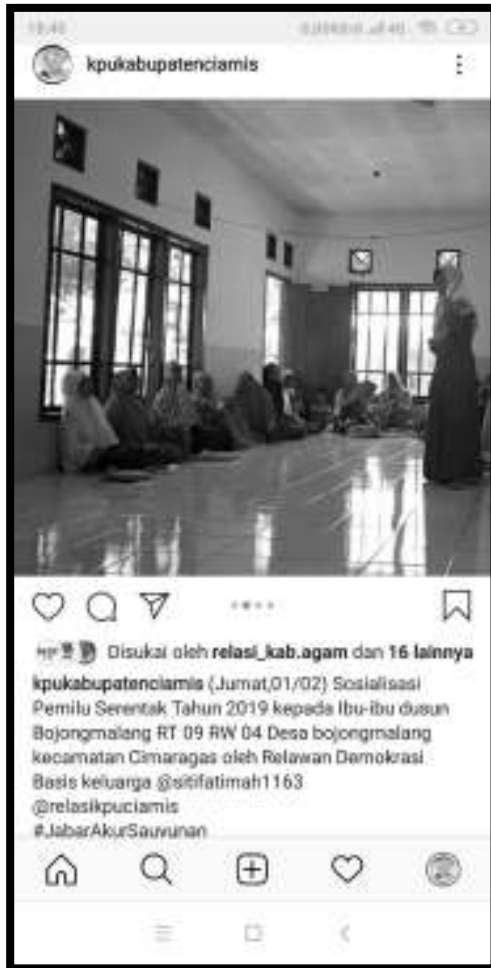 kpukabupatenciamis
Disukai oleh relasi_kab.agam dan 16 lainnya
kpukabupatenciamis (Jumat,01/02) Sosialisasi
Pemilu Serentak Tahun 2019 kepada Ibu-ibu dusun
Bojongmalang RT 09 RW 04 Desa bojongmalang
kecamatan Cimaragas oleh Relawan Demokrasi
Basis keluarga @sitifatimah1163
@relasikpuciamis
#JabarAkurSauyunan